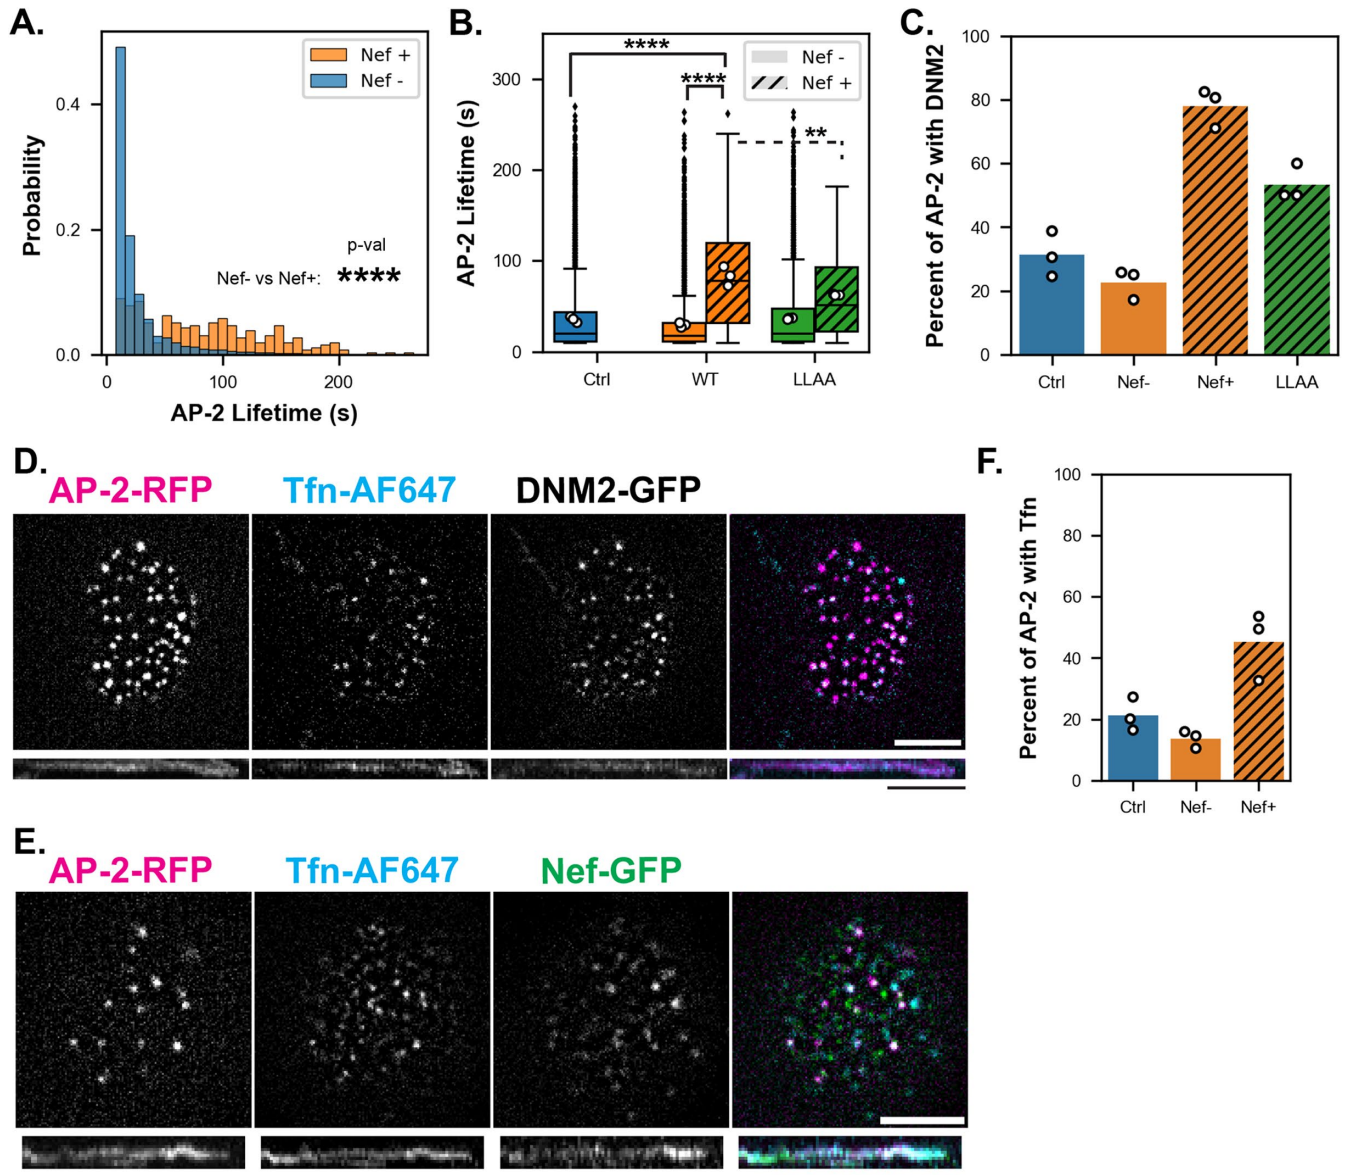 A.
Nef +
Nef -
0.4
0.2
0.0
Probability
p-val
Nef- vs Nef+: ****
0
100
200
AP-2 Lifetime (s)
B.
Nef -
Nef +
****
****
**
300
200
100
0
AP-2 Lifetime (s)
Ctrl
WT
LLAA
C.
100
80
60
40
20
0
Percent of AP-2 with DNM2
Ctrl
Nef-
Nef+
LLAA
D.
AP-2-RFP
Tfn-AF647
DNM2-GFP
E.
AP-2-RFP
Tfn-AF647
Nef-GFP
F.
100
80
60
40
20
0
Percent of AP-2 with Tfn
Ctrl
Nef-
Nef+